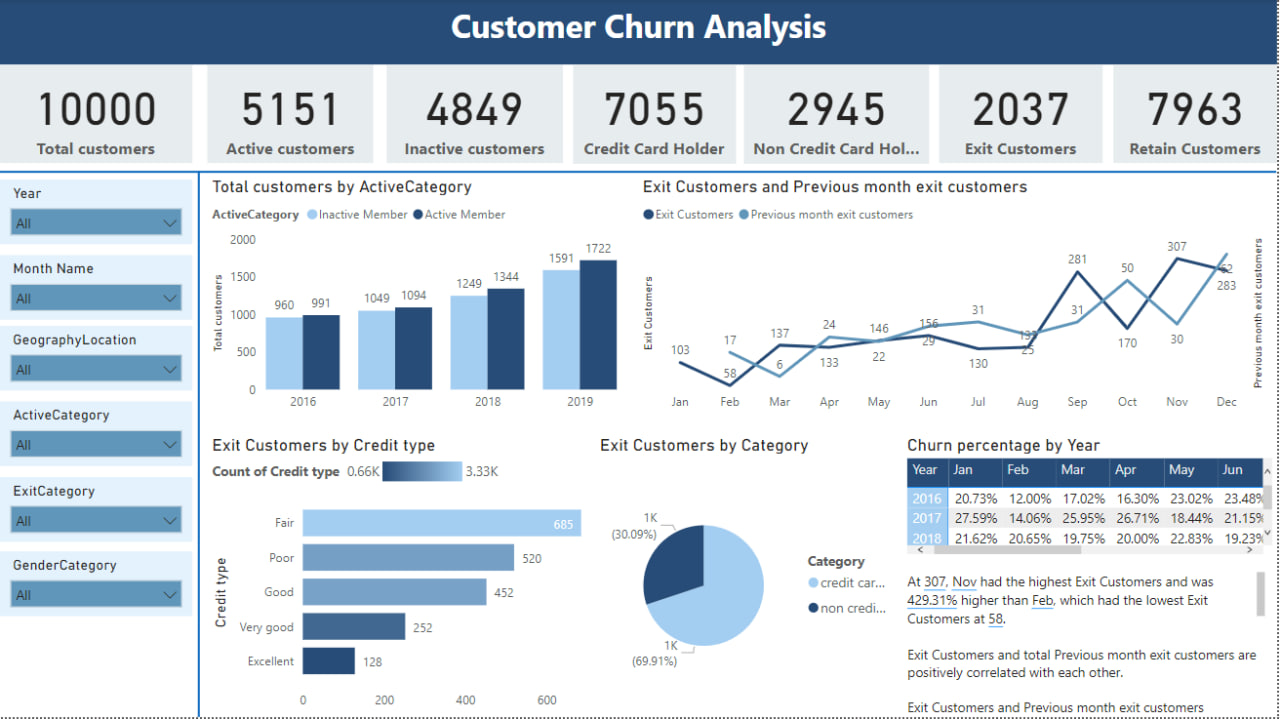 Customer Churn Analysis
10000
Total customers
5151
Active customers
4849
Inactive customers
7055
Credit Card Holder
2945
Non Credit Card Hol...
2037
Exit Customers
7963
Retain Customers
Year
All
Month Name
All
GeographyLocation
All
ActiveCategory
All
ExitCategory
All
GenderCategory
All
Total customers by ActiveCategory
ActiveCategory Inactive Member Active Member
Total customers
2000
1500
1000
500
0
960 991
1049 1094
1249 1344
1591 1722
2016 2017 2018 2019
Exit Customers and Previous month exit customers
Exit Customers Previous month exit customers
Exit Customers
Previous month exit customers
103
17
58
137
6
24
133
146
22
156
29
31
130
135
25
281
31
50
170
307
30
62
283
Jan Feb Mar Apr May Jun Jul Aug Sep Oct Nov Dec
Exit Customers by Credit type
Count of Credit type 0.66K 3.33K
Credit type
Fair 685
Poor 520
Good 452
Very good 252
Excellent 128
0 200 400 600
Exit Customers by Category
1K
(30.09%)
1K
(69.91%)
Category
credit car...
non credi...
Churn percentage by Year
Year Jan Feb Mar Apr May Jun
2016 20.73% 12.00% 17.02% 16.30% 23.02% 23.48%
2017 27.59% 14.06% 25.95% 26.71% 18.44% 21.15%
2018 21.62% 20.65% 19.75% 20.00% 22.83% 19.23%
At 307, Nov had the highest Exit Customers and was
429.31% higher than Feb, which had the lowest Exit
Customers at 58.
Exit Customers and total Previous month exit customers are
positively correlated with each other.
Exit Customers and Previous month exit customers